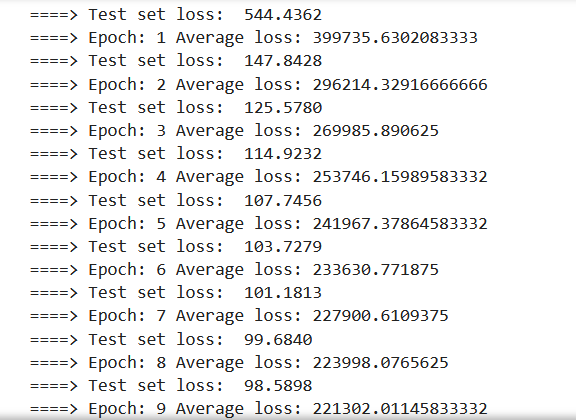 ====> Test set loss:  544.4362
====> Epoch: 1 Average loss: 399735.6302083333
====> Test set loss:  147.8428
====> Epoch: 2 Average loss: 296214.32916666666
====> Test set loss:  125.5780
====> Epoch: 3 Average loss: 269985.890625
====> Test set loss:  114.9232
====> Epoch: 4 Average loss: 253746.15989583332
====> Test set loss:  107.7456
====> Epoch: 5 Average loss: 241967.37864583332
====> Test set loss:  103.7279
====> Epoch: 6 Average loss: 233630.771875
====> Test set loss:  101.1813
====> Epoch: 7 Average loss: 227900.6109375
====> Test set loss:  99.6840
====> Epoch: 8 Average loss: 223998.0765625
====> Test set loss:  98.5898
====> Epoch: 9 Average loss: 221302.01145833332